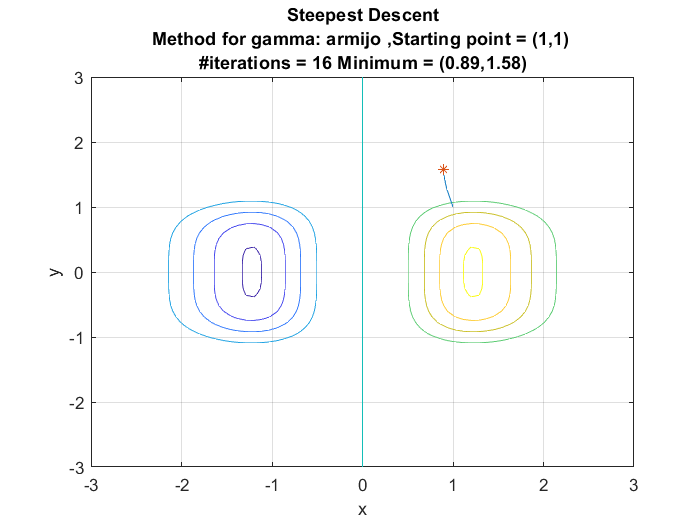 Steepest Descent
Method for gamma: armijo ,Starting point = (1,1)
#iterations = 16 Minimum = (0.89,1.58)
3
2
1
0
-1
-2
-3
y
-3 -2 -1 0 1 2 3
x